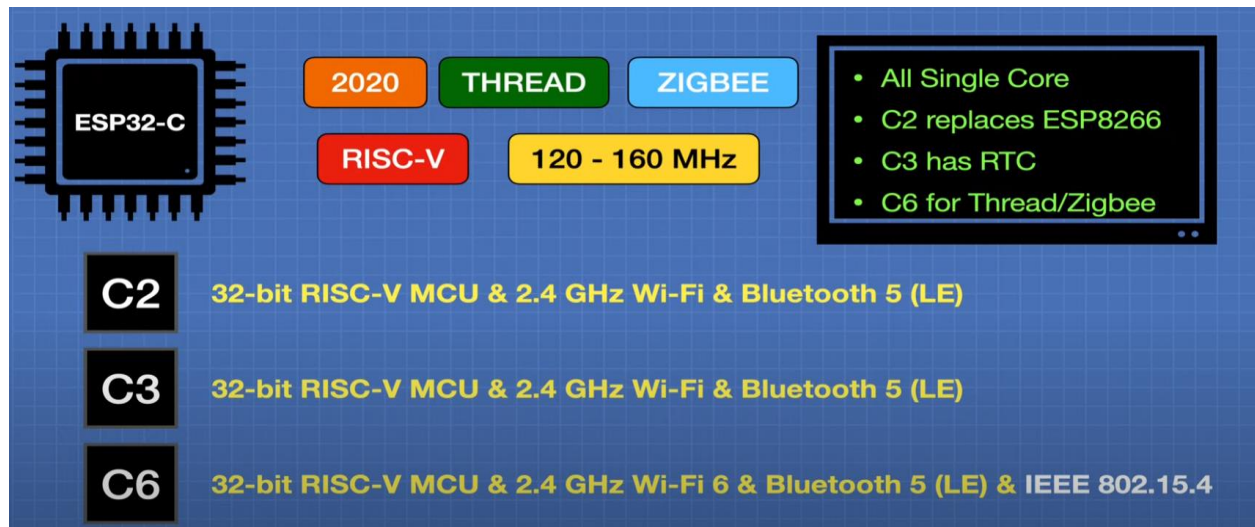 ESP32-C
2020
THREAD
ZIGBEE
RISC-V
120 - 160 MHz
• All Single Core
• C2 replaces ESP8266
• C3 has RTC
• C6 for Thread/Zigbee
C2
32-bit RISC-V MCU & 2.4 GHz Wi-Fi & Bluetooth 5 (LE)
C3
32-bit RISC-V MCU & 2.4 GHz Wi-Fi & Bluetooth 5 (LE)
C6
32-bit RISC-V MCU & 2.4 GHz Wi-Fi 6 & Bluetooth 5 (LE) & IEEE 802.15.4